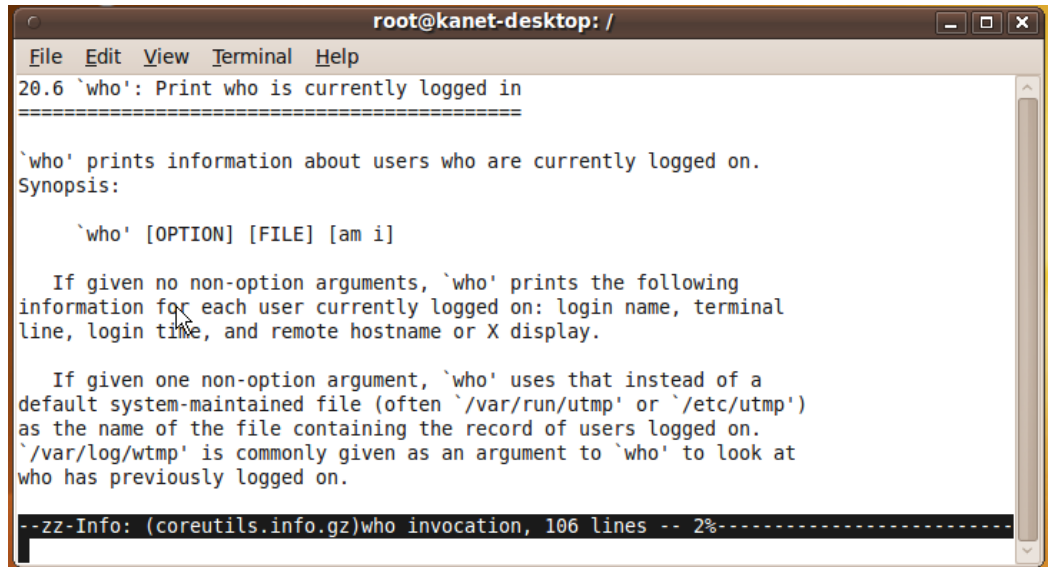 root@kanet-desktop: /
File Edit View Terminal Help
20.6 `who': Print who is currently logged in
============================================
`who' prints information about users who are currently logged on.
Synopsis:
`who' [OPTION] [FILE] [am i]
If given no non-option arguments, `who' prints the following
information for each user currently logged on: login name, terminal
line, login time, and remote hostname or X display.
If given one non-option argument, `who' uses that instead of a
default system-maintained file (often `/var/run/utmp' or `/etc/utmp')
as the name of the file containing the record of users logged on.
`/var/log/wtmp' is commonly given as an argument to `who' to look at
who has previously logged on.
--zz-Info: (coreutils.info.gz)who invocation, 106 lines -- 2%--------------------------